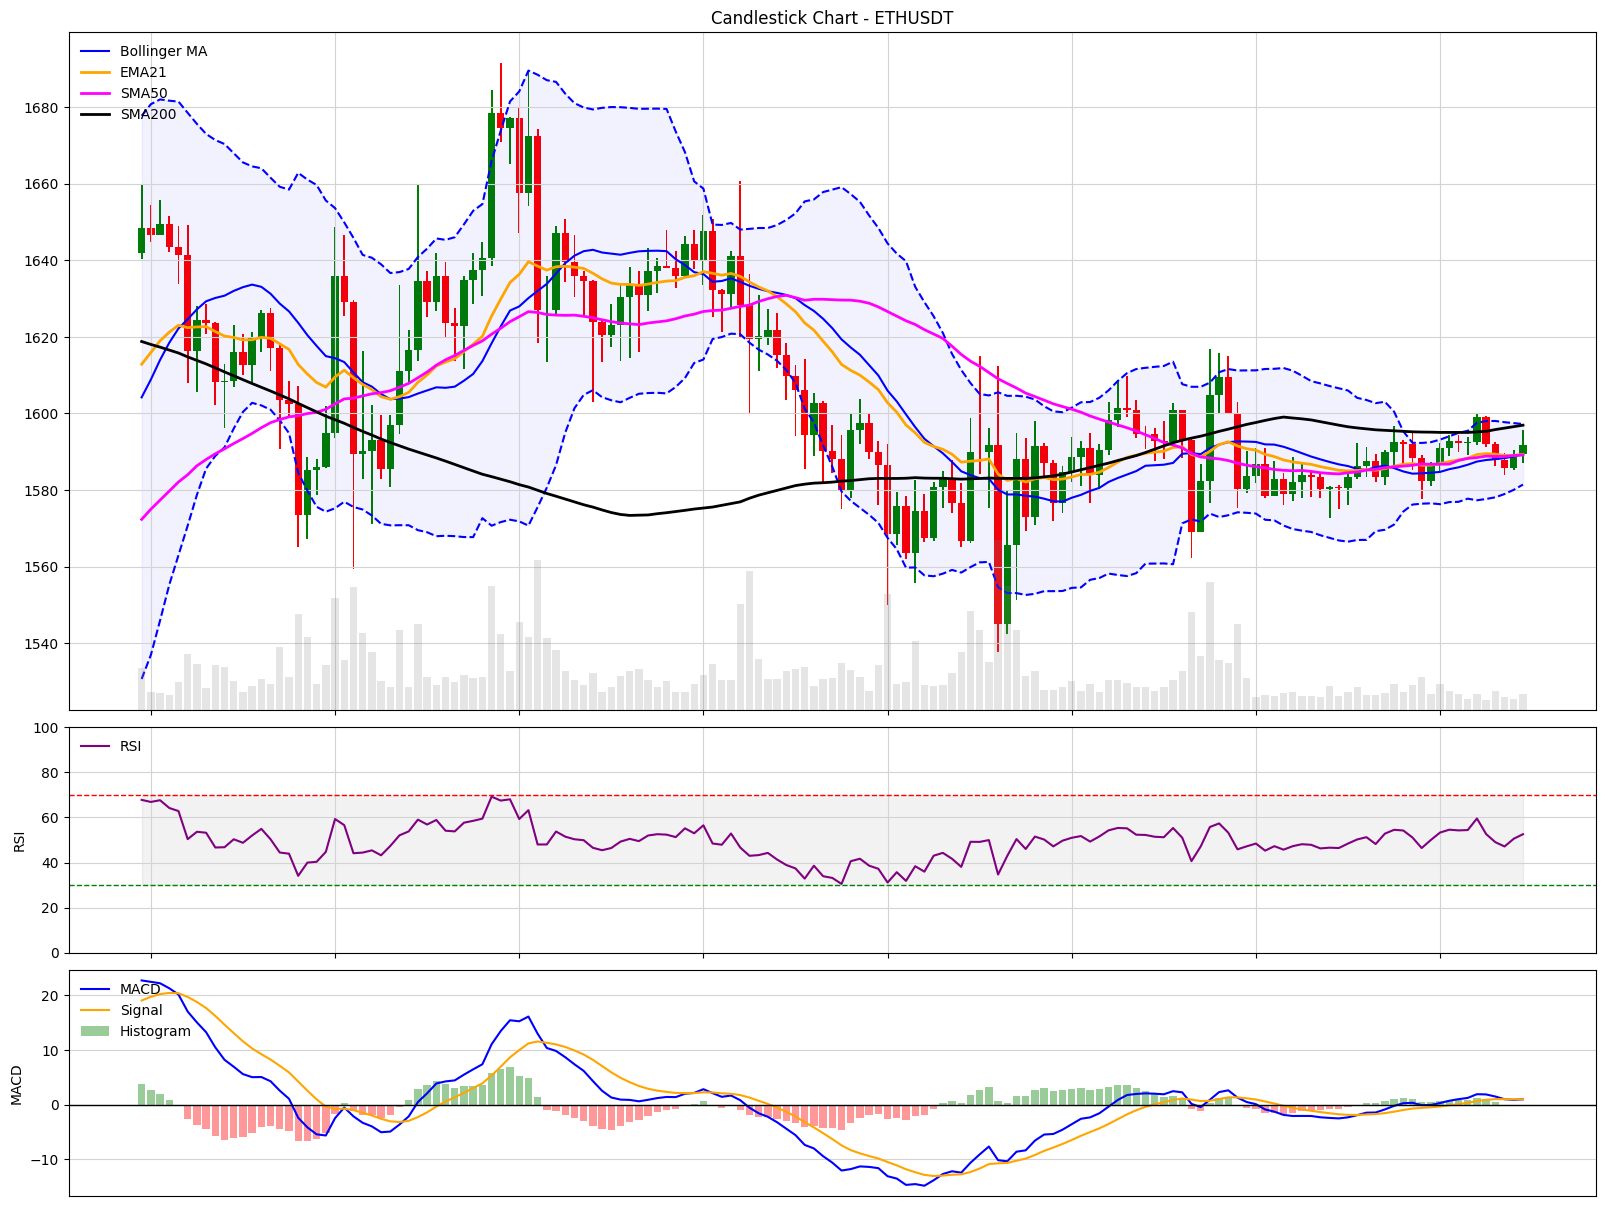 Candlestick Chart - ETHUSDT
Bollinger MA
EMA21
SMA50
SMA200
1680
1660
1640
1620
1600
1580
1560
1540
100
80
60
40
20
0
RSI
RSI
20
10
0
−10
MACD
MACD
Signal
Histogram